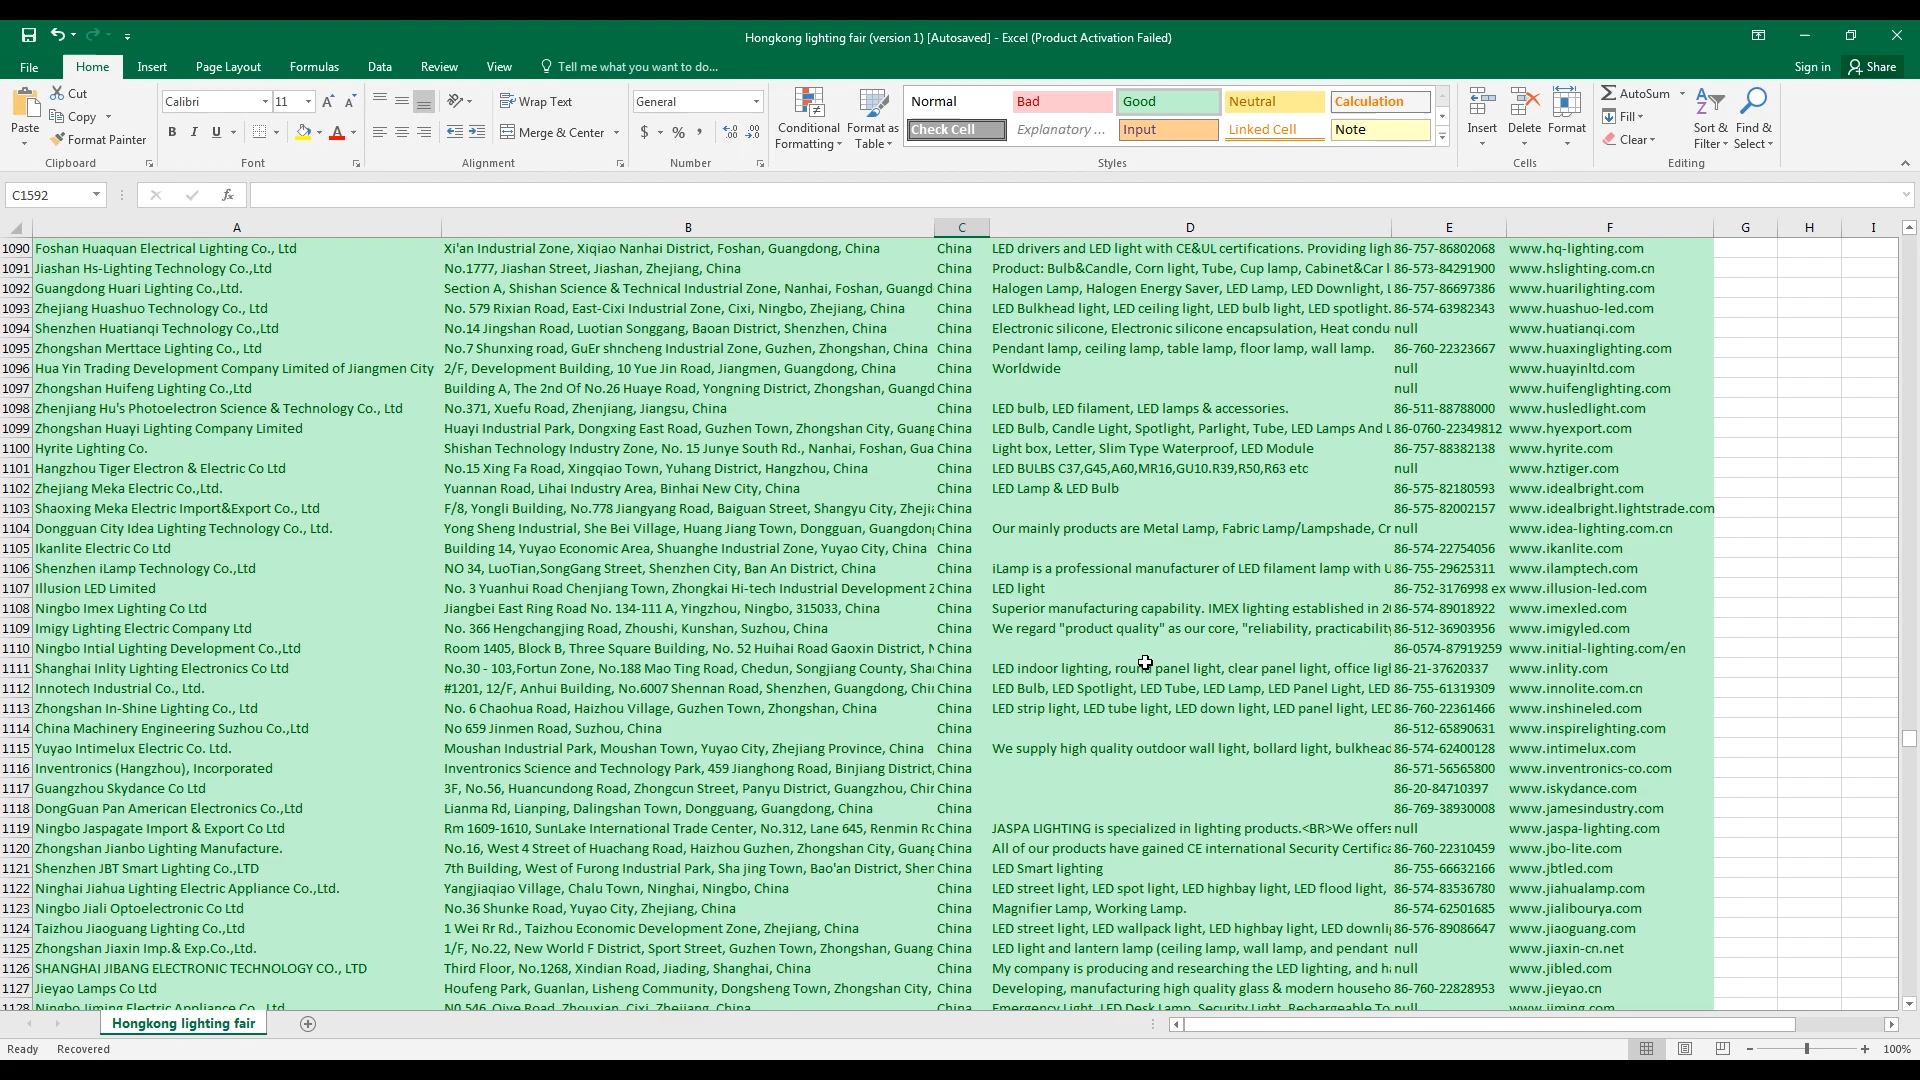 Hongkong lighting fair (version 1) [Autosaved] - Excel (Product Activation Failed)
File Home Insert Page Layout Formulas Data Review View Tell me what you want to do... Sign in Share
Paste Cut Copy Format Painter Clipboard
Calibri 11 B I U A Font
Wrap Text Merge & Center Alignment
General $ % Number
Conditional Formatting Format as Table
Normal Bad Good Neutral Calculation
Check Cell Explanatory ... Input Linked Cell Note
Styles
Insert Delete Format Cells
AutoSum Fill Clear Sort & Filter Find & Select Editing
C1592 fx
A B C D E F G H I
1090 Foshan Huaquan Electrical Lighting Co., Ltd Xi'an Industrial Zone, Xiqiao Nanhai District, Foshan, Guangdong, China China LED drivers and LED light with CE&UL certifications. Providing ligh 86-757-86802068 www.hq-lighting.com
1091 Jiashan Hs-Lighting Technology Co.,Ltd No.1777, Jiashan Street, Jiashan, Zhejiang, China China Product: Bulb&Candle, Corn light, Tube, Cup lamp, Cabinet&Car l 86-573-84291900 www.hslighting.com.cn
1092 Guangdong Huari Lighting Co.,Ltd. Section A, Shishan Science & Technical Industrial Zone, Nanhai, Foshan, Guangd China Halogen Lamp, Halogen Energy Saver, LED Lamp, LED Downlight, L 86-757-86697386 www.huarilighting.com
1093 Zhejiang Huashuo Technology Co., Ltd No. 579 Rixian Road, East-Cixi Industrial Zone, Cixi, Ningbo, Zhejiang, China China LED Bulkhead light, LED ceiling light, LED bulb light, LED spotlight. 86-574-63982343 www.huashuo-led.com
1094 Shenzhen Huatianqi Technology Co.,Ltd No.14 Jingshan Road, Luotian Songgang, Baoan District, Shenzhen, China China Electronic silicone, Electronic silicone encapsulation, Heat condu null www.huatianqi.com
1095 Zhongshan Merttace Lighting Co., Ltd No.7 Shunxing road, GuEr shncheng Industrial Zone, Guzhen, Zhongshan, China China Pendant lamp, ceiling lamp, table lamp, floor lamp, wall lamp. 86-760-22323667 www.huaxinglighting.com
1096 Hua Yin Trading Development Company Limited of Jiangmen City 2/F, Development Building, 10 Yue Jin Road, Jiangmen, Guangdong, China China Worldwide null www.huayinltd.com
1097 Zhongshan Huifeng Lighting Co.,Ltd Building A, The 2nd Of No.26 Huaye Road, Yongning District, Zhongshan, Guangd China null www.huifenglighting.com
1098 Zhenjiang Hu's Photoelectron Science & Technology Co., Ltd No.371, Xuefu Road, Zhenjiang, Jiangsu, China China LED bulb, LED filament, LED lamps & accessories. 86-511-88788000 www.husledlight.com
1099 Zhongshan Huayi Lighting Company Limited Huayi Industrial Park, Dongxing East Road, Guzhen Town, Zhongshan City, Guang China LED Bulb, Candle Light, Spotlight, Parlight, Tube, LED Lamps And L 86-0760-22349812 www.hyexport.com
1100 Hyrite Lighting Co. Shishan Technology Industry Zone, No. 15 Junye South Rd., Nanhai, Foshan, Gua China Light box, Letter, Slim Type Waterproof, LED Module 86-757-88382138 www.hyrite.com
1101 Hangzhou Tiger Electron & Electric Co Ltd No.15 Xing Fa Road, Xingqiao Town, Yuhang District, Hangzhou, China China LED BULBS C37,G45,A60,MR16,GU10.R39,R50,R63 etc null www.hztiger.com
1102 Zhejiang Meka Electric Co.,Ltd. Yuannan Road, Lihai Industry Area, Binhai New City, China China LED Lamp & LED Bulb 86-575-82180593 www.idealbright.com
1103 Shaoxing Meka Electric Import&Export Co., Ltd F/8, Yongli Building, No.778 Jiangyang Road, Baiguan Street, Shangyu City, Zheji China 86-575-82002157 www.idealbright.lightstrade.com
1104 Dongguan City Idea Lighting Technology Co., Ltd. Yong Sheng Industrial, She Bei Village, Huang Jiang Town, Dongguan, Guangdon China Our mainly products are Metal Lamp, Fabric Lamp/Lampshade, Cr null www.idea-lighting.com.cn
1105 Ikanlite Electric Co Ltd Building 14, Yuyao Economic Area, Shuanghe Industrial Zone, Yuyao City, China China 86-574-22754056 www.ikanlite.com
1106 Shenzhen iLamp Technology Co.,Ltd NO 34, LuoTian,SongGang Street, Shenzhen City, Ban An District, China China iLamp is a professional manufacturer of LED filament lamp with U 86-755-29625311 www.ilamptech.com
1107 Illusion LED Limited No. 3 Yuanhui Road Chenjiang Town, Zhongkai Hi-tech Industrial Development Z China LED light 86-752-3176998 ex www.illusion-led.com
1108 Ningbo Imex Lighting Co Ltd Jiangbei East Ring Road No. 134-111 A, Yingzhou, Ningbo, 315033, China China Superior manufacturing capability. IMEX lighting established in 20 86-574-89018922 www.imexled.com
1109 Imigy Lighting Electric Company Ltd No. 366 Hengchangjing Road, Zhoushi, Kunshan, Suzhou, China China We regard "product quality" as our core, "reliability, practicability 86-512-36903956 www.imigyled.com
1110 Ningbo Intial Lighting Development Co.,Ltd Room 1405, Block B, Three Square Building, No. 52 Huihai Road Gaoxin District, N China 86-0574-87919259 www.initial-lighting.com/en
1111 Shanghai Inlity Lighting Electronics Co Ltd No.30 - 103,Fortun Zone, No.188 Mao Ting Road, Chedun, Songjiang County, Shan China LED indoor lighting, round panel light, clear panel light, office ligh 86-21-37620337 www.inlity.com
1112 Innotech Industrial Co., Ltd. #1201, 12/F, Anhui Building, No.6007 Shennan Road, Shenzhen, Guangdong, Chi China LED Bulb, LED Spotlight, LED Tube, LED Lamp, LED Panel Light, LED 86-755-61319309 www.innolite.com.cn
1113 Zhongshan In-Shine Lighting Co., Ltd No. 6 Chaohua Road, Haizhou Village, Guzhen Town, Zhongshan, China China LED strip light, LED tube light, LED down light, LED panel light, LED 86-760-22361466 www.inshineled.com
1114 China Machinery Engineering Suzhou Co.,Ltd No 659 Jinmen Road, Suzhou, China China 86-512-65890631 www.inspirelighting.com
1115 Yuyao Intimelux Electric Co. Ltd. Moushan Industrial Park, Moushan Town, Yuyao City, Zhejiang Province, China China We supply high quality outdoor wall light, bollard light, bulkhead 86-574-62400128 www.intimelux.com
1116 Inventronics (Hangzhou), Incorporated Inventronics Science and Technology Park, 459 Jianghong Road, Binjiang District, China 86-571-56565800 www.inventronics-co.com
1117 Guangzhou Skydance Co Ltd 3F, No.56, Huancundong Road, Zhongcun Street, Panyu District, Guangzhou, Chin China 86-20-84710397 www.iskydance.com
1118 DongGuan Pan American Electronics Co.,Ltd Lianma Rd, Lianping, Dalingshan Town, Dongguang, Guangdong, China China 86-769-38930008 www.jamesindustry.com
1119 Ningbo Jaspagate Import & Export Co Ltd Rm 1609-1610, SunLake International Trade Center, No.312, Lane 645, Renmin Ro China JASPA LIGHTING is specialized in lighting products.<BR>We offers null www.jaspa-lighting.com
1120 Zhongshan Jianbo Lighting Manufacture. No.16, West 4 Street of Huachang Road, Haizhou Guzhen, Zhongshan City, Guang China All of our products have gained CE international Security Certifica 86-760-22310459 www.jbo-lite.com
1121 Shenzhen JBT Smart Lighting Co.,LTD 7th Building, West of Furong Industrial Park, Sha jing Town, Bao'an District, Shen China LED Smart lighting 86-755-66632166 www.jbtled.com
1122 Ninghai Jiahua Lighting Electric Appliance Co.,Ltd. Yangjiaqiao Village, Chalu Town, Ninghai, Ningbo, China China LED street light, LED spot light, LED highbay light, LED flood light, 86-574-83536780 www.jiahualamp.com
1123 Ningbo Jiali Optoelectronic Co Ltd No.36 Shunke Road, Yuyao City, Zhejiang, China China Magnifier Lamp, Working Lamp. 86-574-62501685 www.jialibourya.com
1124 Taizhou Jiaoguang Lighting Co.,Ltd 1 Wei Rr Rd., Taizhou Economic Development Zone, Zhejiang, China China LED street light, LED wallpack light, LED highbay light, LED downli 86-576-89086647 www.jiaoguang.com
1125 Zhongshan Jiaxin Imp.& Exp.Co.,Ltd. 1/F, No.22, New World F District, Sport Street, Guzhen Town, Zhongshan, Guang China LED light and lantern lamp (ceiling lamp, wall lamp, and pendant null www.jiaxin-cn.net
1126 SHANGHAI JIBANG ELECTRONIC TECHNOLOGY CO., LTD Third Floor, No.1268, Xindian Road, Jiading, Shanghai, China China My company is producing and researching the LED lighting, and ha null www.jibled.com
1127 Jieyao Lamps Co Ltd Houfeng Park, Guanlan, Lisheng Community, Dongsheng Town, Zhongshan City, China Developing, manufacturing high quality glass & modern househo 86-760-22828953 www.jieyao.cn
1128 Ningbo Jiming Electric Appliance Co., Ltd N0.546, Qive Road, Zhouxian, Cixi, Zhejiang, China China Emergency Light, LED Desk Lamp, Security Light, Rechargeable To null www.jiming.com
Hongkong lighting fair
Ready Recovered 100%